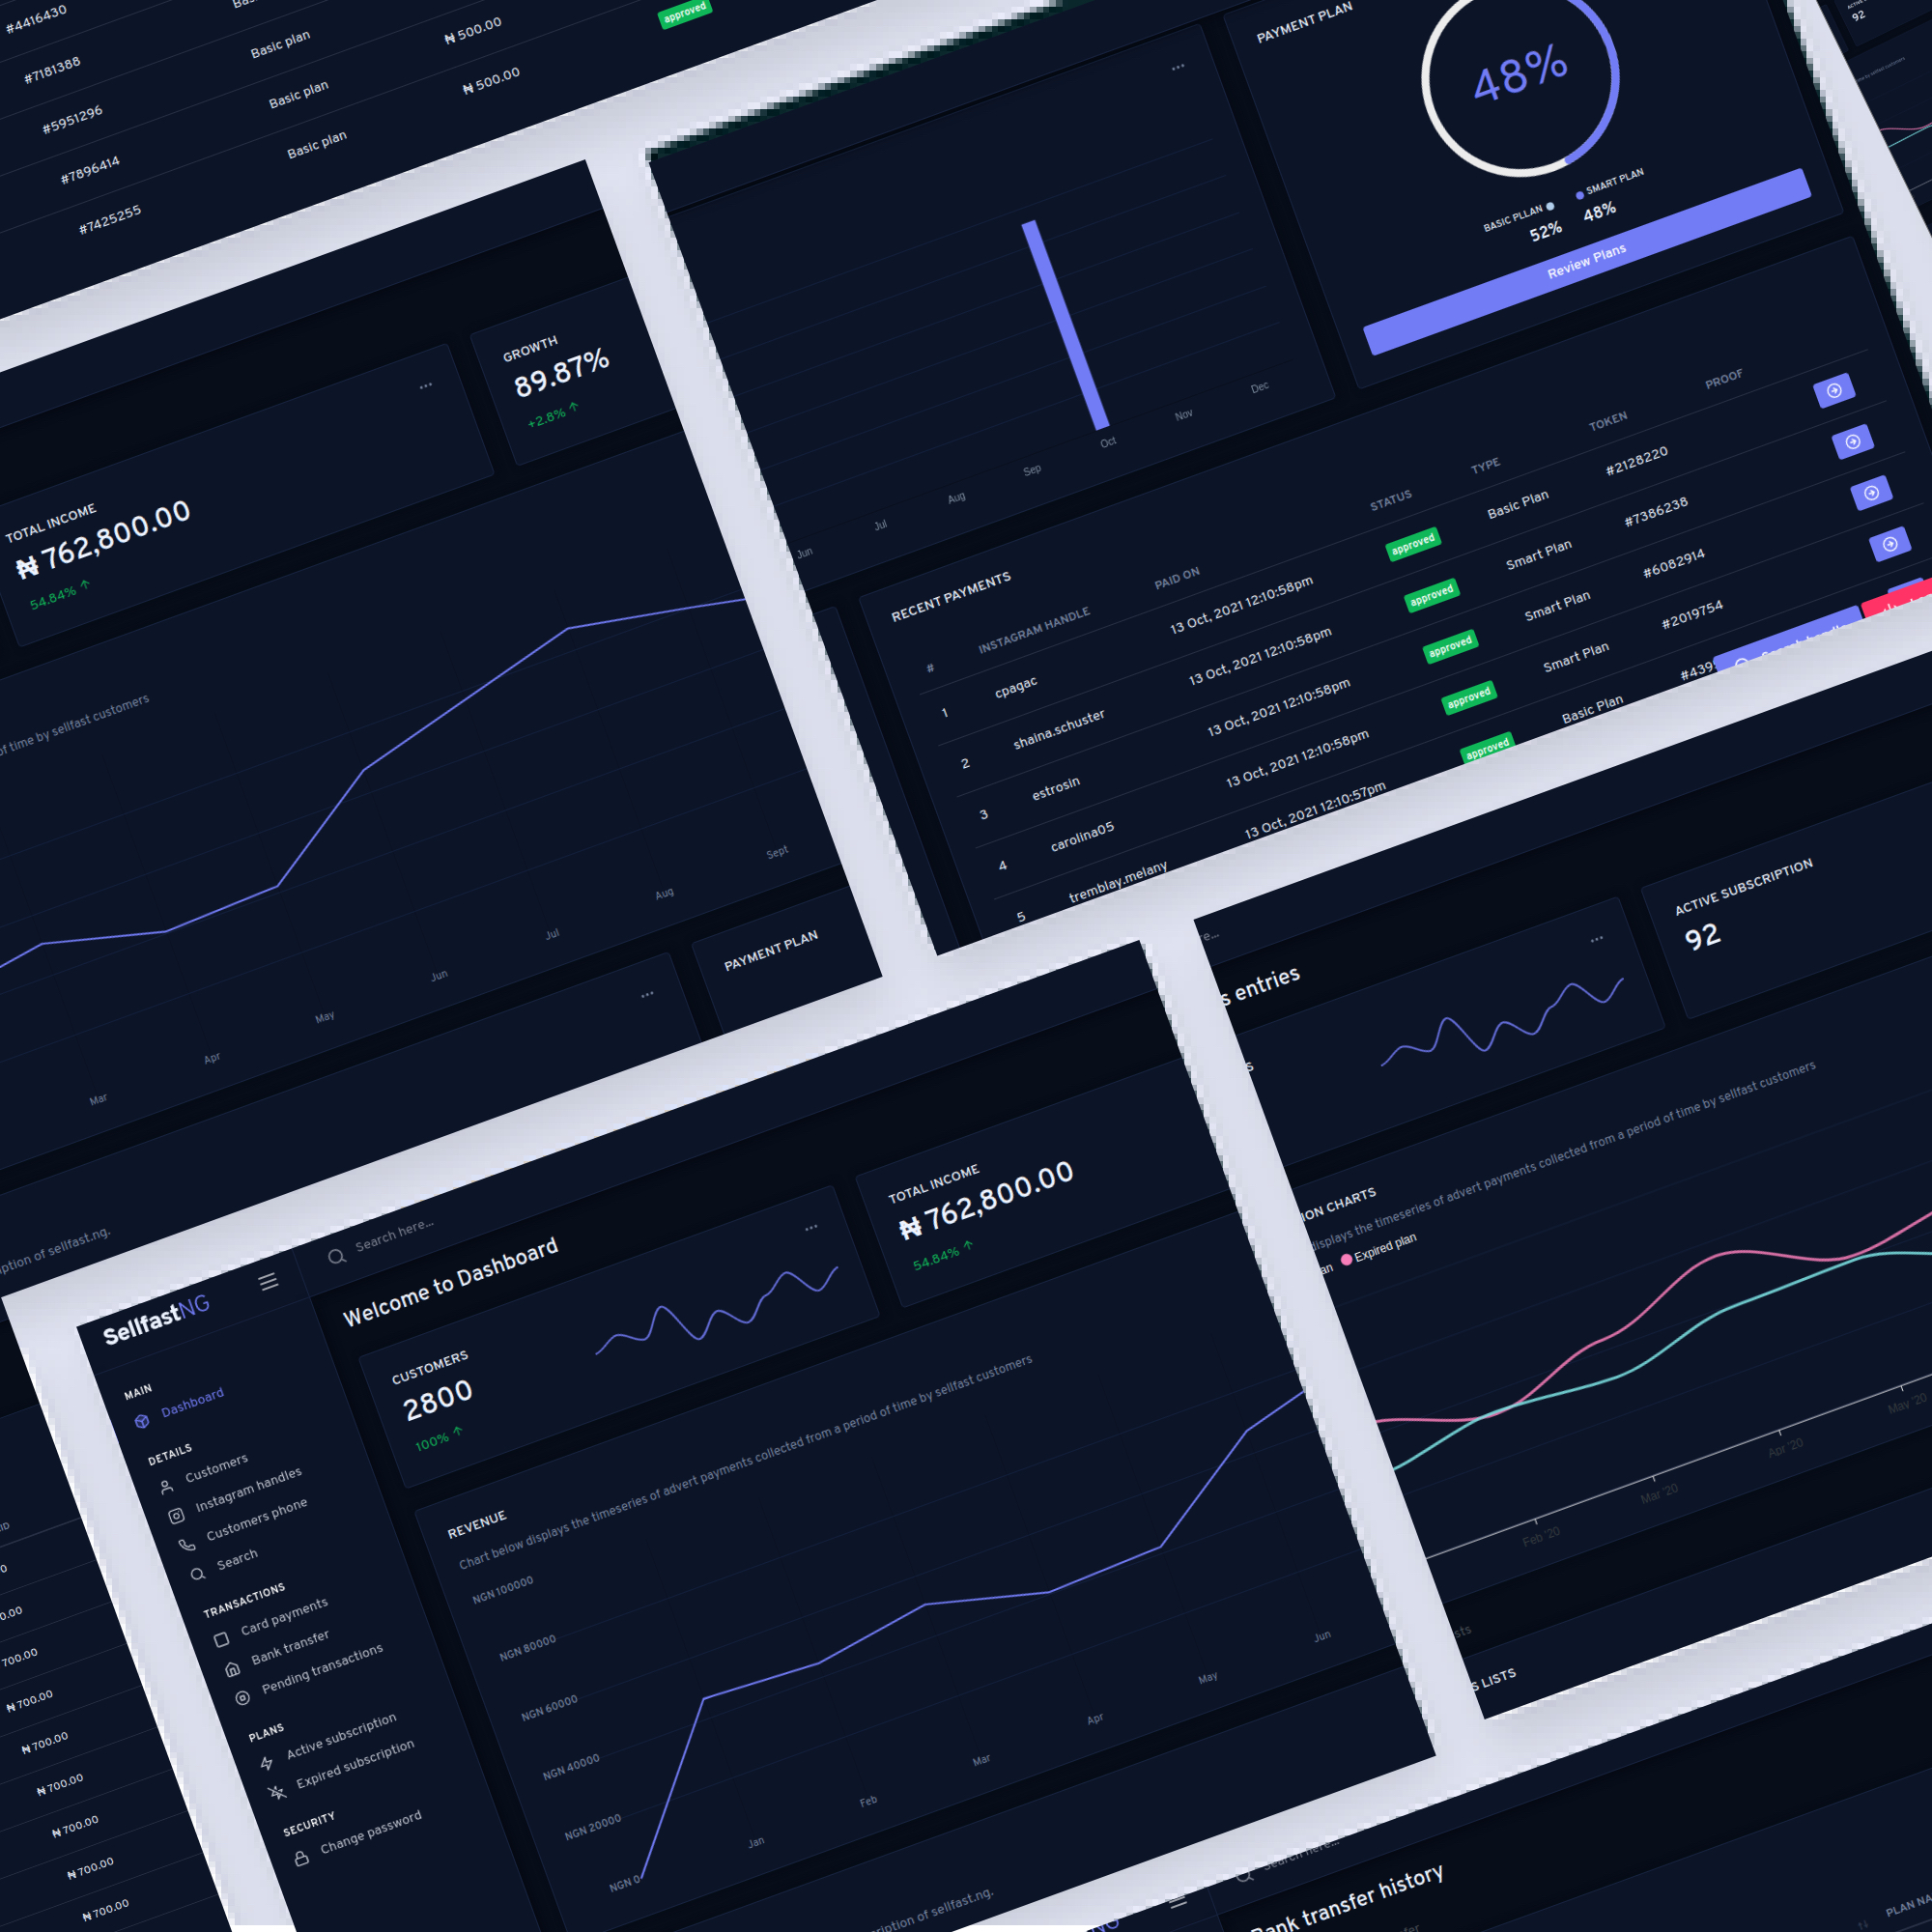 #4416430
#7181388
Basic plan
₦ 500.00
approved
#5951296
Basic plan
₦ 500.00
#7896414
Basic plan
#7425255
TOTAL INCOME
₦ 762,800.00
54.84% ↑
GROWTH
89.87%
+2.8% ↑
of time by sellfast customers
Mar
Apr
May
Jun
Jul
Aug
Sept
PAYMENT PLAN
ption of sellfast.ng.
Jun
Jul
Aug
Sep
Oct
Nov
Dec
PAYMENT PLAN
48%
BASIC PLLAN
52%
SMART PLAN
48%
Review Plans
92
RECENT PAYMENTS
# INSTAGRAM HANDLE PAID ON STATUS TYPE TOKEN PROOF
1 cpagac 13 Oct, 2021 12:10:58pm approved Basic Plan #2128220
2 shaina.schuster 13 Oct, 2021 12:10:58pm approved Smart Plan #7386238
3 estrosin 13 Oct, 2021 12:10:58pm approved Smart Plan #6082914
4 carolina05 13 Oct, 2021 12:10:58pm approved Smart Plan #2019754
5 tremblay.melany 13 Oct, 2021 12:10:57pm approved Basic Plan #439
SellfastNG
MAIN
Dashboard
DETAILS
Customers
Instagram handles
Customers phone
Search
TRANSACTIONS
Card payments
Bank transfer
Pending transactions
PLANS
Active subscription
Expired subscription
SECURITY
Change password
Search here...
Welcome to Dashboard
CUSTOMERS
2800
100% ↑
TOTAL INCOME
₦ 762,800.00
54.84% ↑
REVENUE
Chart below displays the timeseries of advert payments collected from a period of time by sellfast customers
NGN 100000
NGN 80000
NGN 60000
NGN 40000
NGN 20000
NGN 0
Jan
Feb
Mar
Apr
May
Jun
cription of sellfast.ng.
re...
s entries
s
ACTIVE SUBSCRIPTION
92
ION CHARTS
displays the timeseries of advert payments collected from a period of time by sellfast customers
an
Expired plan
Feb '20
Mar '20
Apr '20
May '20
sts
S LISTS
ID
0
0.00
700.00
₦ 700.00
₦ 700.00
₦ 700.00
₦ 700.00
₦ 700.00
₦ 700.00
NG
Search here...
Bank transfer history
PLAN NA